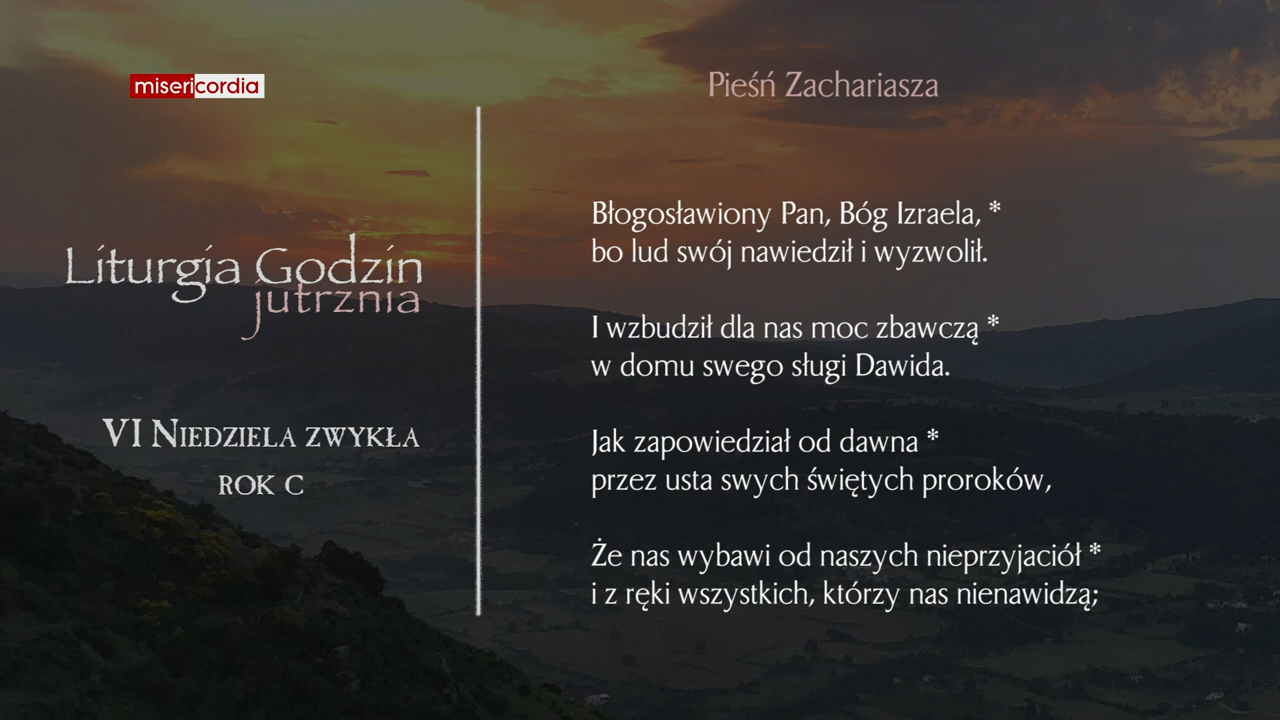 misericordia
Liturgia Godzin
jutrznia
VI Niedziela zwykła
rok C
Pieśń Zachariasza
Błogosławiony Pan, Bóg Izraela, *
bo lud swój nawiedził i wyzwolił.
I wzbudził dla nas moc zbawczą *
w domu swego sługi Dawida.
Jak zapowiedział od dawna *
przez usta swych świętych proroków,
Że nas wybawi od naszych nieprzyjaciół *
i z ręki wszystkich, którzy nas nienawidzą;